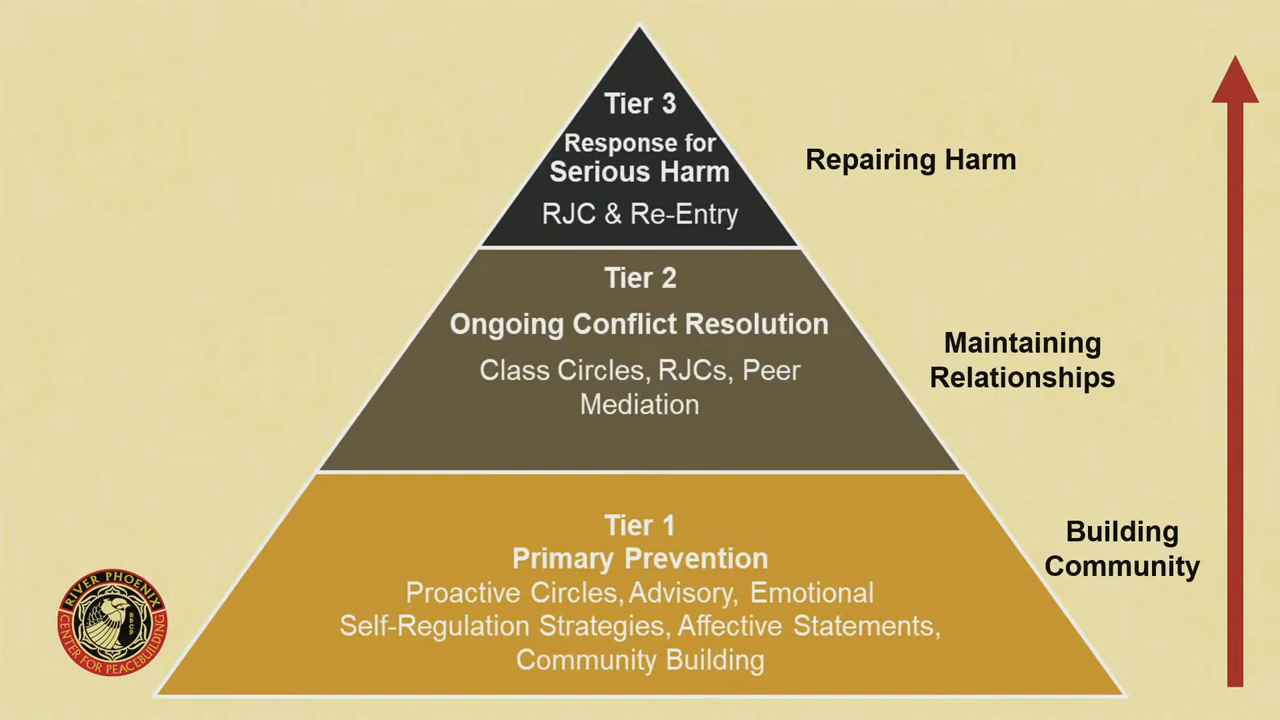 Tier 3
Response for
Serious Harm
RJC & Re-Entry
Repairing Harm
Tier 2
Ongoing Conflict Resolution
Class Circles, RJCs, Peer
Mediation
Maintaining
Relationships
Tier 1
Primary Prevention
Proactive Circles, Advisory, Emotional
Self-Regulation Strategies, Affective Statements,
Community Building
Building
Community
RIVER PHOENIX
CENTER FOR PEACEBUILDING
RPCP